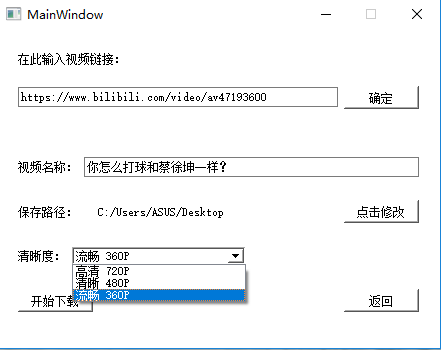 MainWindow
在此输入视频链接：
https://www.bilibili.com/video/av47193600
确定
视频名称： 你怎么打球和蔡徐坤一样？
保存路径： C:/Users/ASUS/Desktop 点击修改
清晰度： 流畅 360P
高清 720P
清晰 480P
流畅 360P
开始下载 返回